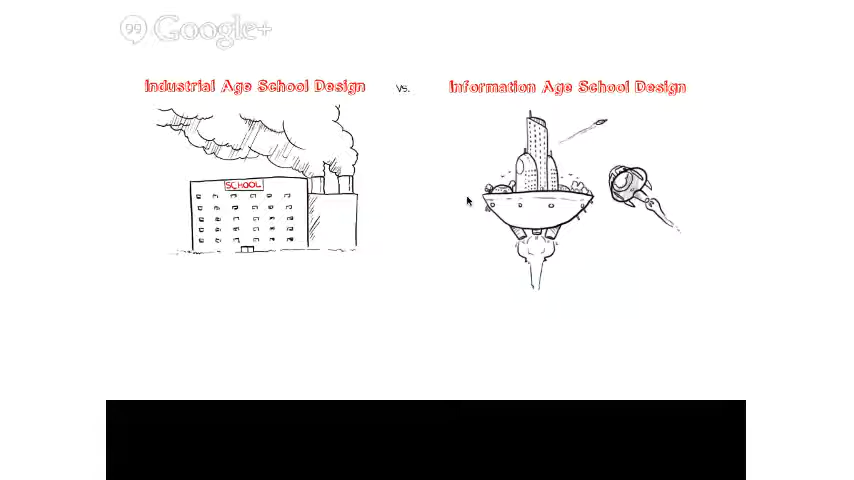 Google+
Industrial Age School Design vs. Information Age School Design
SCHOOL